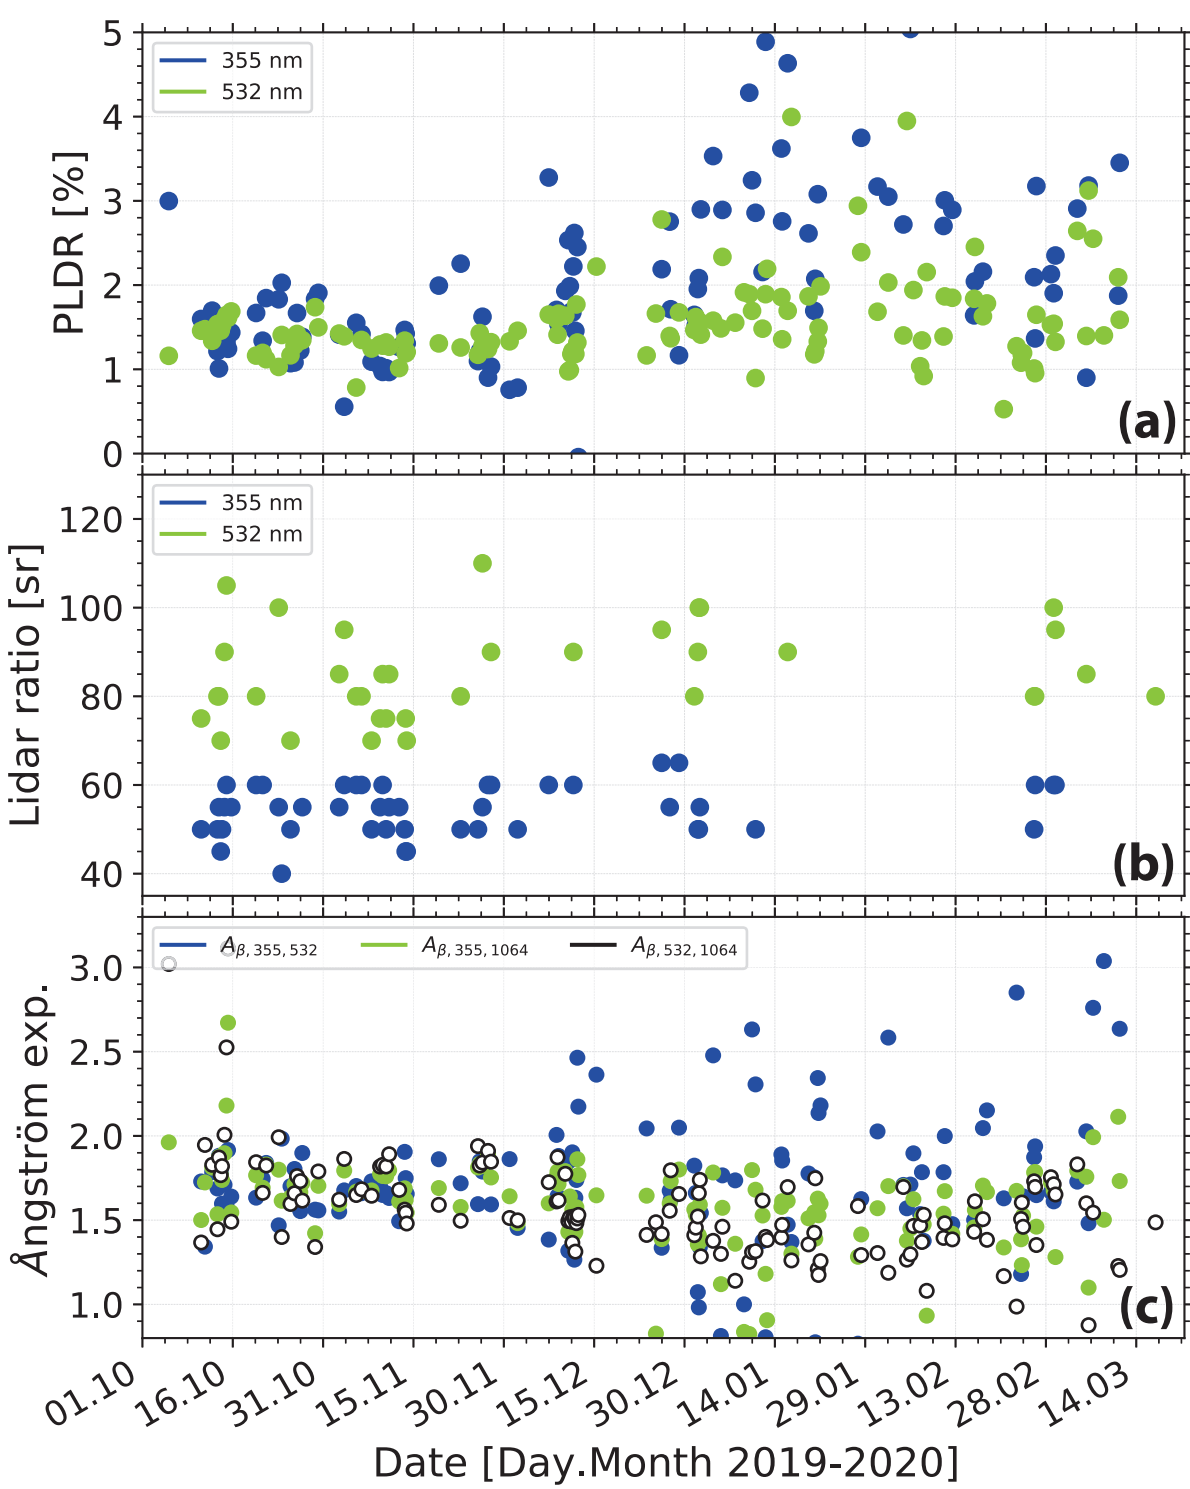 5
4
3
2
1
0
PLDR [%]
355 nm
532 nm
(a)
120
100
80
60
40
Lidar ratio [sr]
355 nm
532 nm
(b)
3.0
2.5
2.0
1.5
1.0
Ångström exp.
Aβ, 355, 532 Aβ, 355, 1064 Aβ, 532, 1064
(c)
01.10 16.10 31.10 15.11 30.11 15.12 30.12 14.01 29.01 13.02 28.02 14.03
Date [Day.Month 2019-2020]